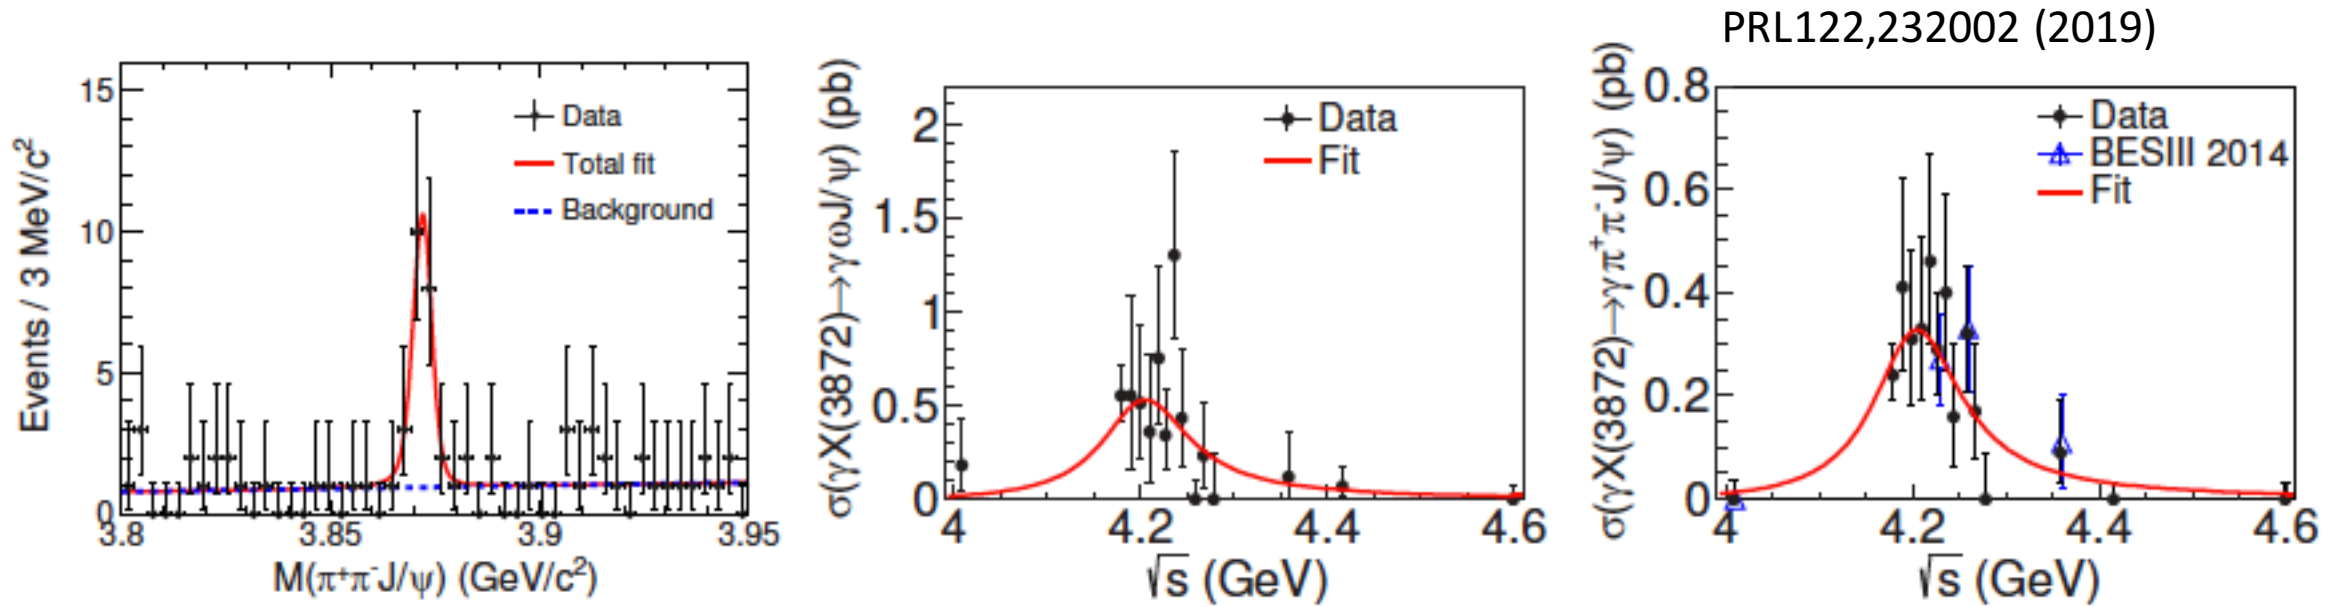 PRL122,232002 (2019)
Events / 3 MeV/c²
15
10
5
0
Data
Total fit
Background
3.8
3.85
3.9
3.95
M(π⁺π⁻J/ψ) (GeV/c²)
σ(γX(3872)→γωJ/ψ) (pb)
2
1.5
1
0.5
0
Data
Fit
4
4.2
4.4
4.6
√s (GeV)
σ(γX(3872)→γπ⁺π⁻J/ψ) (pb)
0.8
0.6
0.4
0.2
0
Data
BESIII 2014
Fit
4
4.2
4.4
4.6
√s (GeV)